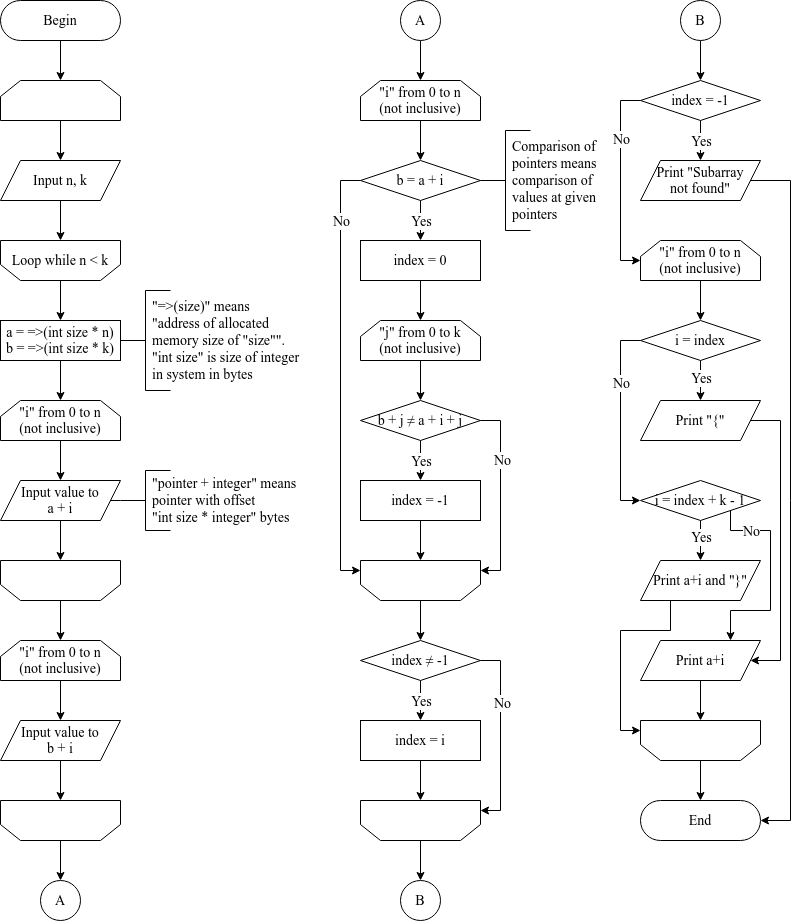 Begin
Input n, k
Loop while n < k
a = =>(int size * n)
b = =>(int size * k)
"=>(size)" means
"address of allocated
memory size of "size"".
"int size" is size of integer
in system in bytes
"i" from 0 to n
(not inclusive)
Input value to
a + i
"pointer + integer" means
pointer with offset
"int size * integer" bytes
"i" from 0 to n
(not inclusive)
Input value to
b + i
A
A
"i" from 0 to n
(not inclusive)
b = a + i
Comparison of
pointers means
comparison of
values at given
pointers
No
Yes
index = 0
"j" from 0 to k
(not inclusive)
b + j ≠ a + i + j
Yes
No
index = -1
index ≠ -1
Yes
No
index = i
B
B
index = -1
No
Yes
Print "Subarray
not found"
"i" from 0 to n
(not inclusive)
i = index
Yes
No
Print "{"
i = index + k - 1
Yes
No
Print a+i and "}"
Print a+i
End